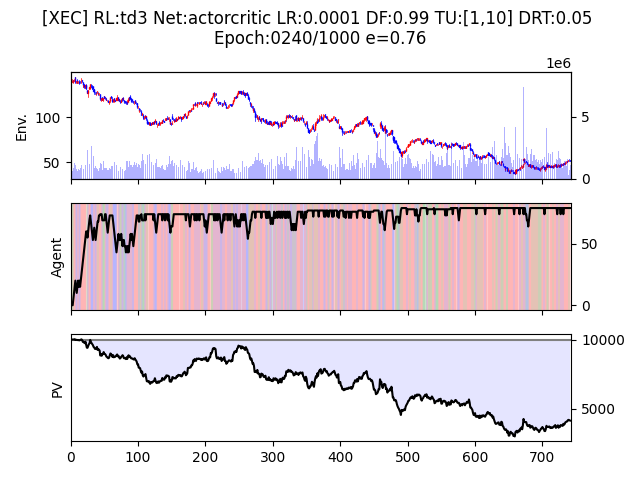 [XEC] RL:td3 Net:actorcritic LR:0.0001 DF:0.99 TU:[1,10] DRT:0.05
Epoch:0240/1000 e=0.76
1e6
Env.
100
50
5
0
Agent
50
0
PV
10000
5000
0 100 200 300 400 500 600 700